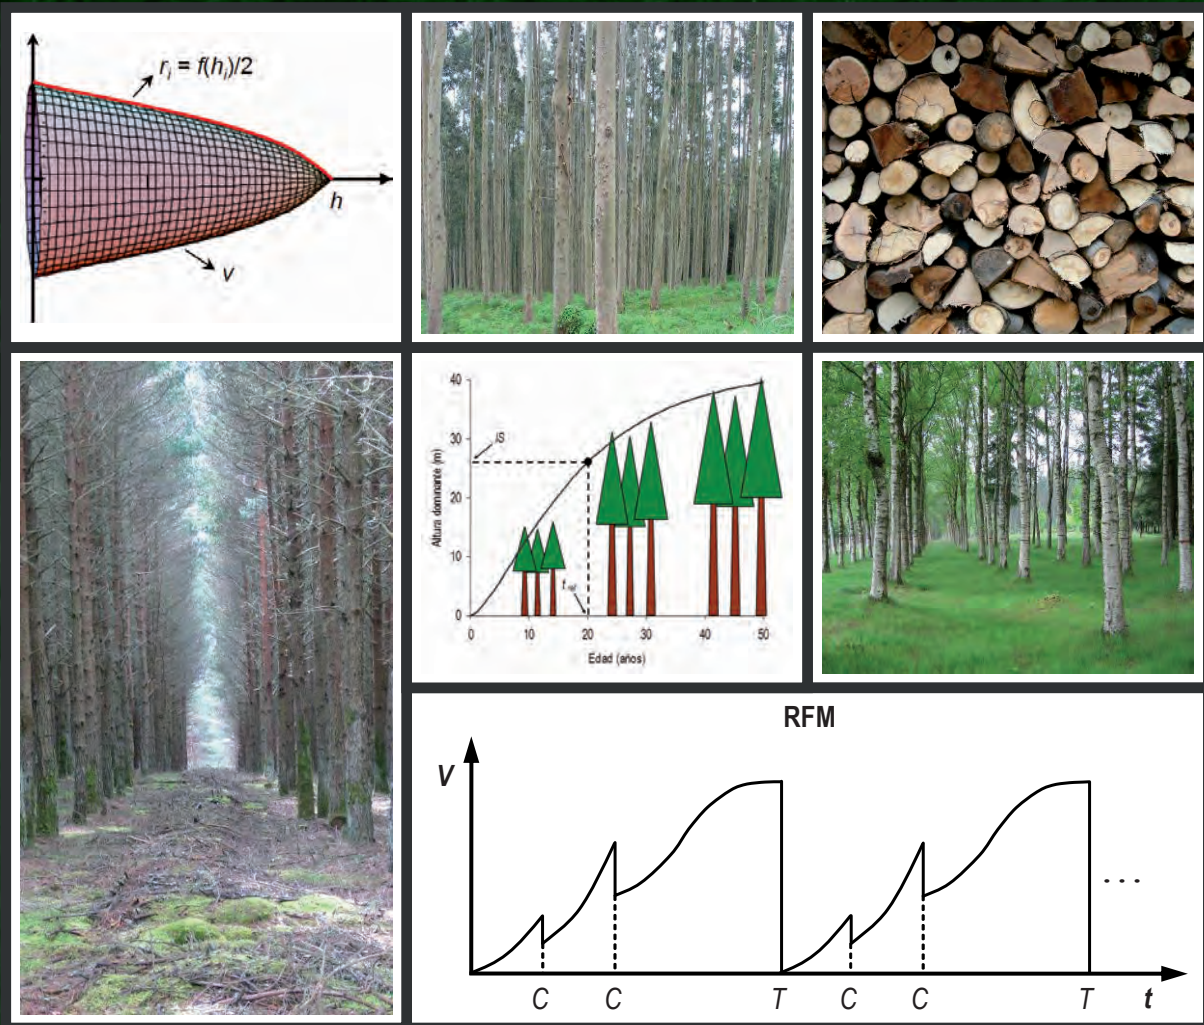 r_i = f(h_i)/2
h
v
40
30
20
10
0
Altura dominante (m)
IS
t
0 10 20 30 40 50
Edad (años)
RFM
V
. . .
C C T C C T t